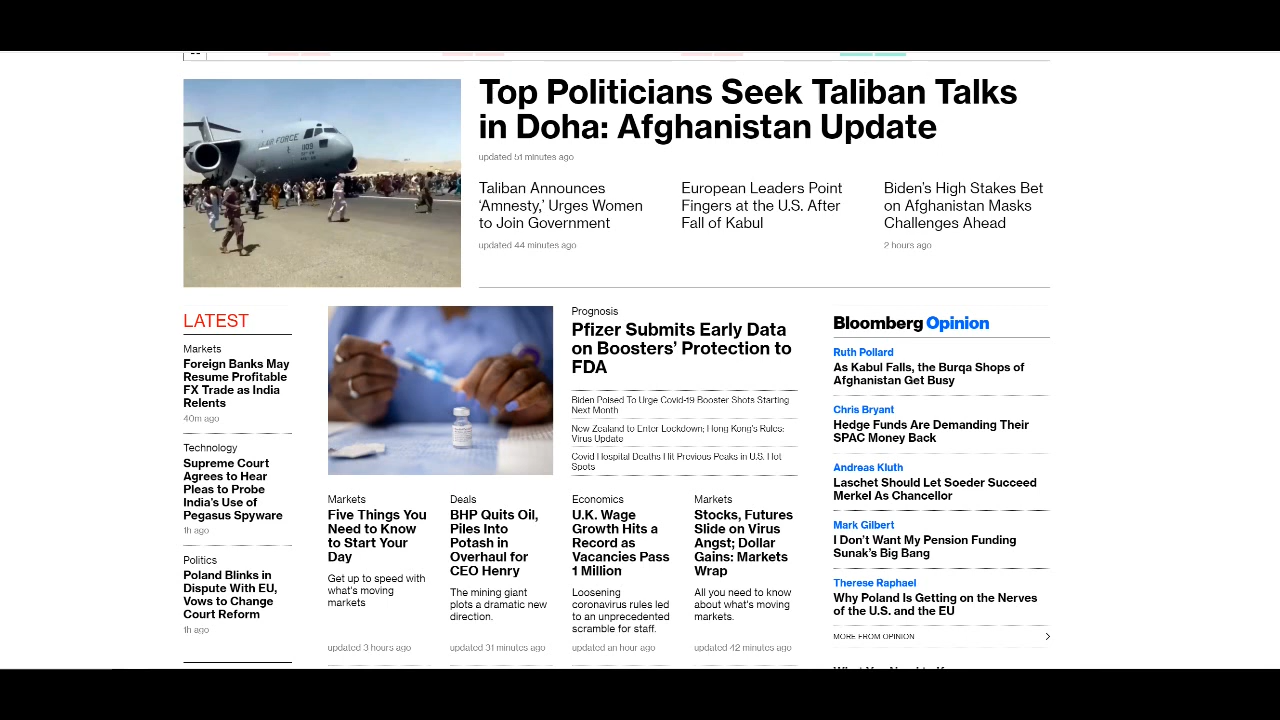 Top Politicians Seek Taliban Talks
in Doha: Afghanistan Update
updated 51 minutes ago
Taliban Announces
‘Amnesty,’ Urges Women
to Join Government
updated 44 minutes ago
European Leaders Point
Fingers at the U.S. After
Fall of Kabul
Biden’s High Stakes Bet
on Afghanistan Masks
Challenges Ahead
2 hours ago
U.S. AIR FORCE
1109
LATEST
Markets
Foreign Banks May
Resume Profitable
FX Trade as India
Relents
40m ago
Technology
Supreme Court
Agrees to Hear
Pleas to Probe
India’s Use of
Pegasus Spyware
1h ago
Politics
Poland Blinks in
Dispute With EU,
Vows to Change
Court Reform
1h ago
Prognosis
Pfizer Submits Early Data
on Boosters’ Protection to
FDA
Biden Poised To Urge Covid-19 Booster Shots Starting
Next Month
New Zealand to Enter Lockdown; Hong Kong’s Rules:
Virus Update
Covid Hospital Deaths Hit Previous Peaks in U.S. Hot
Spots
Markets
Five Things You
Need to Know
to Start Your
Day
Get up to speed with
what’s moving
markets
updated 3 hours ago
Deals
BHP Quits Oil,
Piles Into
Potash in
Overhaul for
CEO Henry
The mining giant
plots a dramatic new
direction.
updated 31 minutes ago
Economics
U.K. Wage
Growth Hits a
Record as
Vacancies Pass
1 Million
Loosening
coronavirus rules led
to an unprecedented
scramble for staff.
updated an hour ago
Markets
Stocks, Futures
Slide on Virus
Angst; Dollar
Gains: Markets
Wrap
All you need to know
about what’s moving
markets.
updated 42 minutes ago
Bloomberg Opinion
Ruth Pollard
As Kabul Falls, the Burqa Shops of
Afghanistan Get Busy
Chris Bryant
Hedge Funds Are Demanding Their
SPAC Money Back
Andreas Kluth
Laschet Should Let Soeder Succeed
Merkel As Chancellor
Mark Gilbert
I Don’t Want My Pension Funding
Sunak’s Big Bang
Therese Raphael
Why Poland Is Getting on the Nerves
of the U.S. and the EU
MORE FROM OPINION